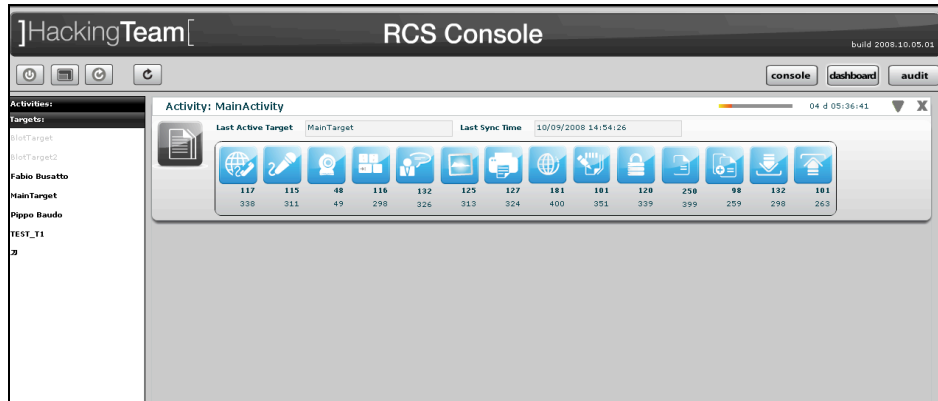 ]HackingTeam[
RCS Console
build 2008.10.05.01
console dashboard audit
Activities:
Targets:
BlotTarget
BlotTarget2
Fabio Busatto
MainTarget
Pippo Baudo
TEST_T1
Activity: MainActivity
04 d 05:36:41
X
Last Active Target MainTarget Last Sync Time 10/09/2008 14:54:26
117 115 48 116 132 125 127 181 101 120 250 98 132 101
338 311 49 298 326 313 324 400 351 339 399 259 298 263